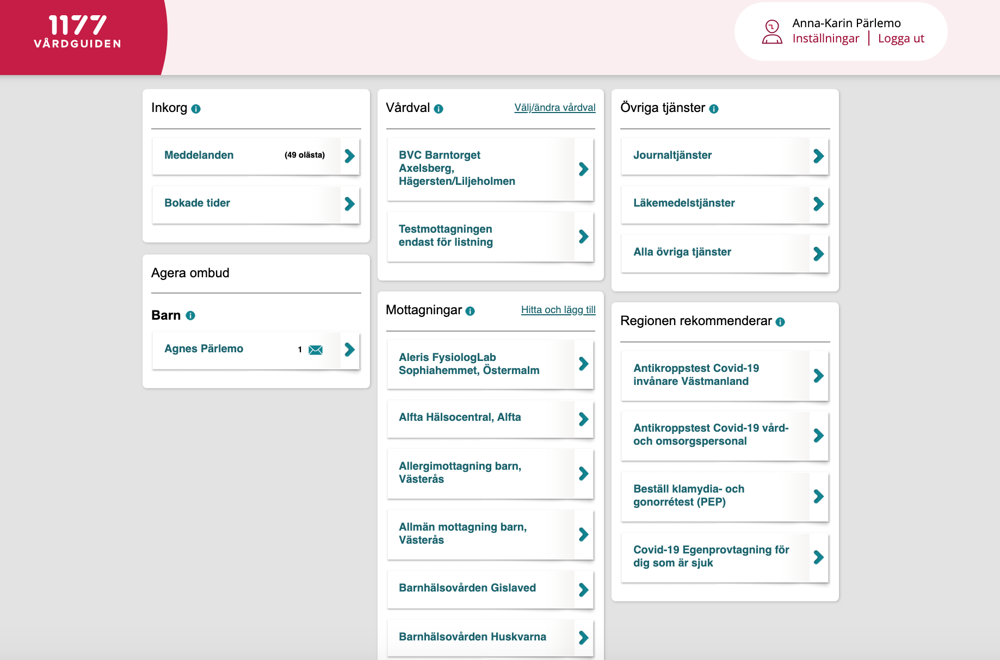 1177
VÅRDGUIDEN
Anna-Karin Pärlemo
Inställningar | Logga ut
Inkorg
Meddelanden (49 olästa)
Bokade tider
Agera ombud
Barn
Agnes Pärlemo 1
Vårdval Välj/ändra vårdval
BVC Barntorget
Axelsberg,
Hägersten/Liljeholmen
Testmottagningen
endast för listning
Mottagningar Hitta och lägg till
Aleris FysiologLab
Sophiahemmet, Östermalm
Alfta Hälsocentral, Alfta
Allergimottagning barn,
Västerås
Allmän mottagning barn,
Västerås
Barnhälsovården Gislaved
Barnhälsovården Huskvarna
Övriga tjänster
Journaltjänster
Läkemedelstjänster
Alla övriga tjänster
Regionen rekommenderar
Antikroppstest Covid-19
invånare Västmanland
Antikroppstest Covid-19 vård-
och omsorgspersonal
Beställ klamydia- och
gonorrétest (PEP)
Covid-19 Egenprovtagning för
dig som är sjuk